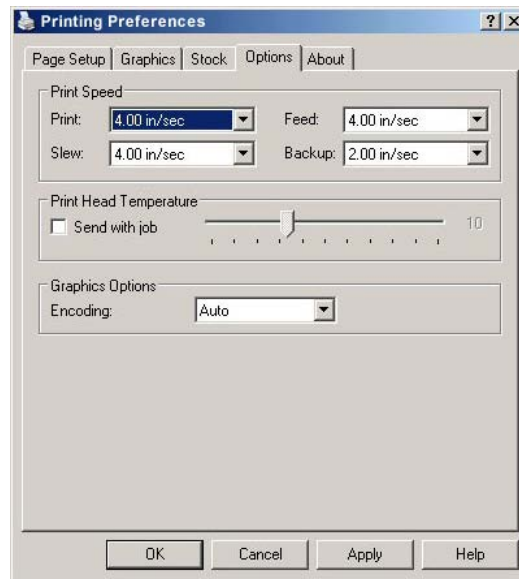 Printing Preferences
Page Setup Graphics Stock Options About
Print Speed
Print: 4.00 in/sec Feed: 4.00 in/sec
Slew: 4.00 in/sec Backup: 2.00 in/sec
Print Head Temperature
Send with job 10
Graphics Options
Encoding: Auto
OK Cancel Apply Help